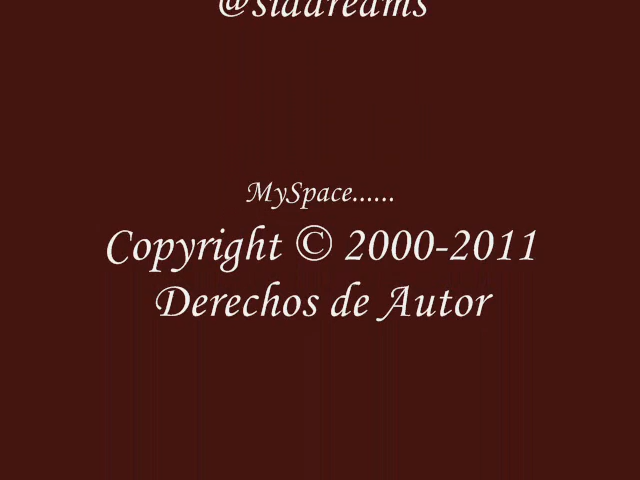 @siddreams
MySpace......
Copyright © 2000-2011
Derechos de Autor